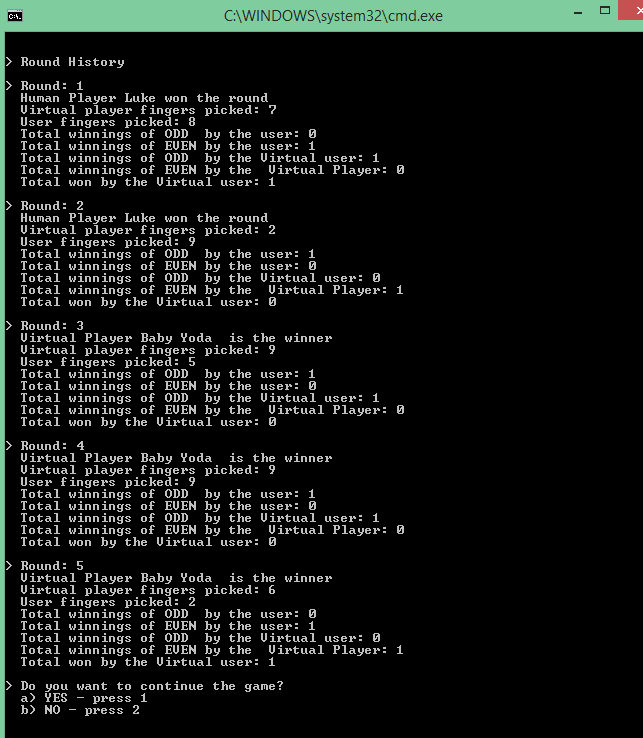 C:\WINDOWS\system32\cmd.exe
> Round History
> Round: 1
Human Player Luke won the round
Virtual player fingers picked: 7
User fingers picked: 8
Total winnings of ODD  by the user: 0
Total winnings of EVEN by the user: 1
Total winnings of ODD  by the Virtual user: 1
Total winnings of EVEN by the  Virtual Player: 0
Total won by the Virtual user: 1
> Round: 2
Human Player Luke won the round
Virtual player fingers picked: 2
User fingers picked: 9
Total winnings of ODD  by the user: 1
Total winnings of EVEN by the user: 0
Total winnings of ODD  by the Virtual user: 0
Total winnings of EVEN by the  Virtual Player: 1
Total won by the Virtual user: 0
> Round: 3
Virtual Player Baby Yoda  is the winner
Virtual player fingers picked: 9
User fingers picked: 5
Total winnings of ODD  by the user: 1
Total winnings of EVEN by the user: 0
Total winnings of ODD  by the Virtual user: 1
Total winnings of EVEN by the  Virtual Player: 0
Total won by the Virtual user: 0
> Round: 4
Virtual Player Baby Yoda  is the winner
Virtual player fingers picked: 9
User fingers picked: 9
Total winnings of ODD  by the user: 1
Total winnings of EVEN by the user: 0
Total winnings of ODD  by the Virtual user: 1
Total winnings of EVEN by the  Virtual Player: 0
Total won by the Virtual user: 0
> Round: 5
Virtual Player Baby Yoda  is the winner
Virtual player fingers picked: 6
User fingers picked: 2
Total winnings of ODD  by the user: 0
Total winnings of EVEN by the user: 1
Total winnings of ODD  by the Virtual user: 0
Total winnings of EVEN by the  Virtual Player: 1
Total won by the Virtual user: 1
> Do you want to continue the game?
a) YES - press 1
b) NO - press 2